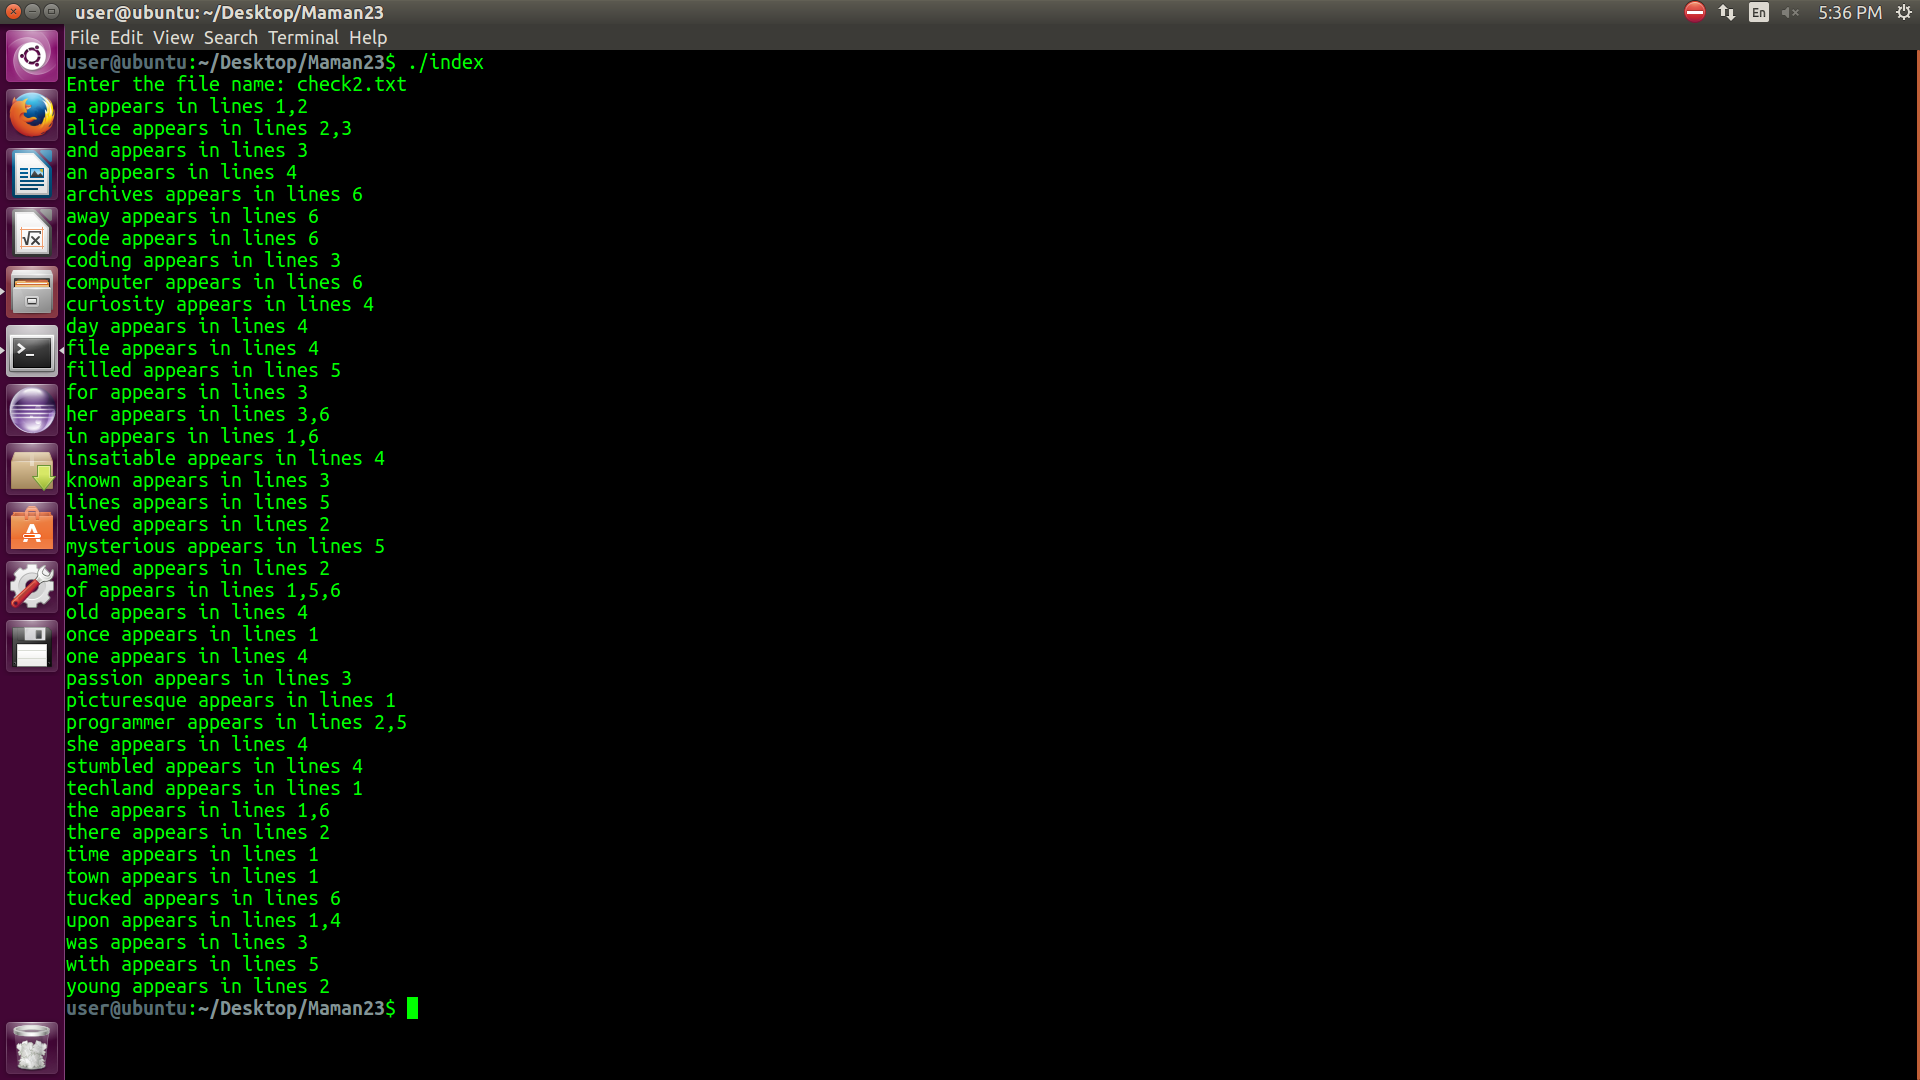 user@ubuntu: ~/Desktop/Maman23
En
5:36 PM
File Edit View Search Terminal Help
user@ubuntu:~/Desktop/Maman23$ ./index
Enter the file name: check2.txt
a appears in lines 1,2
alice appears in lines 2,3
and appears in lines 3
an appears in lines 4
archives appears in lines 6
away appears in lines 6
code appears in lines 6
coding appears in lines 3
computer appears in lines 6
curiosity appears in lines 4
day appears in lines 4
file appears in lines 4
filled appears in lines 5
for appears in lines 3
her appears in lines 3,6
in appears in lines 1,6
insatiable appears in lines 4
known appears in lines 3
lines appears in lines 5
lived appears in lines 2
mysterious appears in lines 5
named appears in lines 2
of appears in lines 1,5,6
old appears in lines 4
once appears in lines 1
one appears in lines 4
passion appears in lines 3
picturesque appears in lines 1
programmer appears in lines 2,5
she appears in lines 4
stumbled appears in lines 4
techland appears in lines 1
the appears in lines 1,6
there appears in lines 2
time appears in lines 1
town appears in lines 1
tucked appears in lines 6
upon appears in lines 1,4
was appears in lines 3
with appears in lines 5
young appears in lines 2
user@ubuntu:~/Desktop/Maman23$